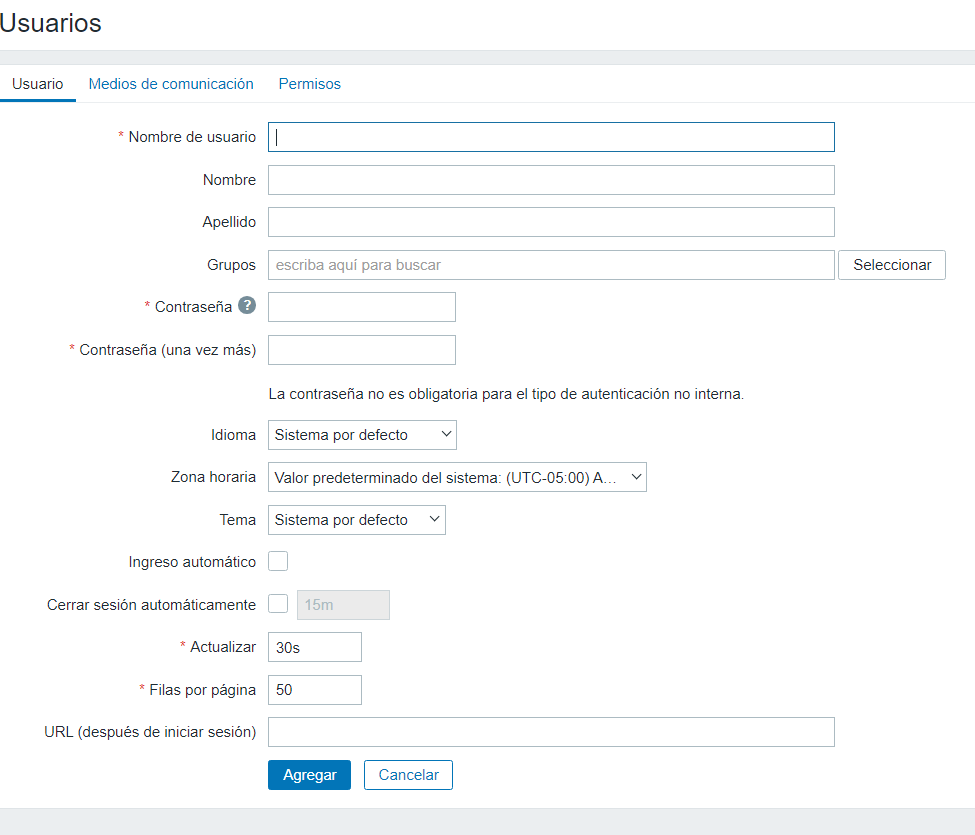 Usuarios
Usuario Medios de comunicación Permisos
* Nombre de usuario
Nombre
Apellido
Grupos escriba aquí para buscar Seleccionar
* Contraseña ?
* Contraseña (una vez más)
La contraseña no es obligatoria para el tipo de autenticación no interna.
Idioma Sistema por defecto
Zona horaria Valor predeterminado del sistema: (UTC-05:00) A...
Tema Sistema por defecto
Ingreso automático
Cerrar sesión automáticamente 15m
* Actualizar 30s
* Filas por página 50
URL (después de iniciar sesión)
Agregar Cancelar